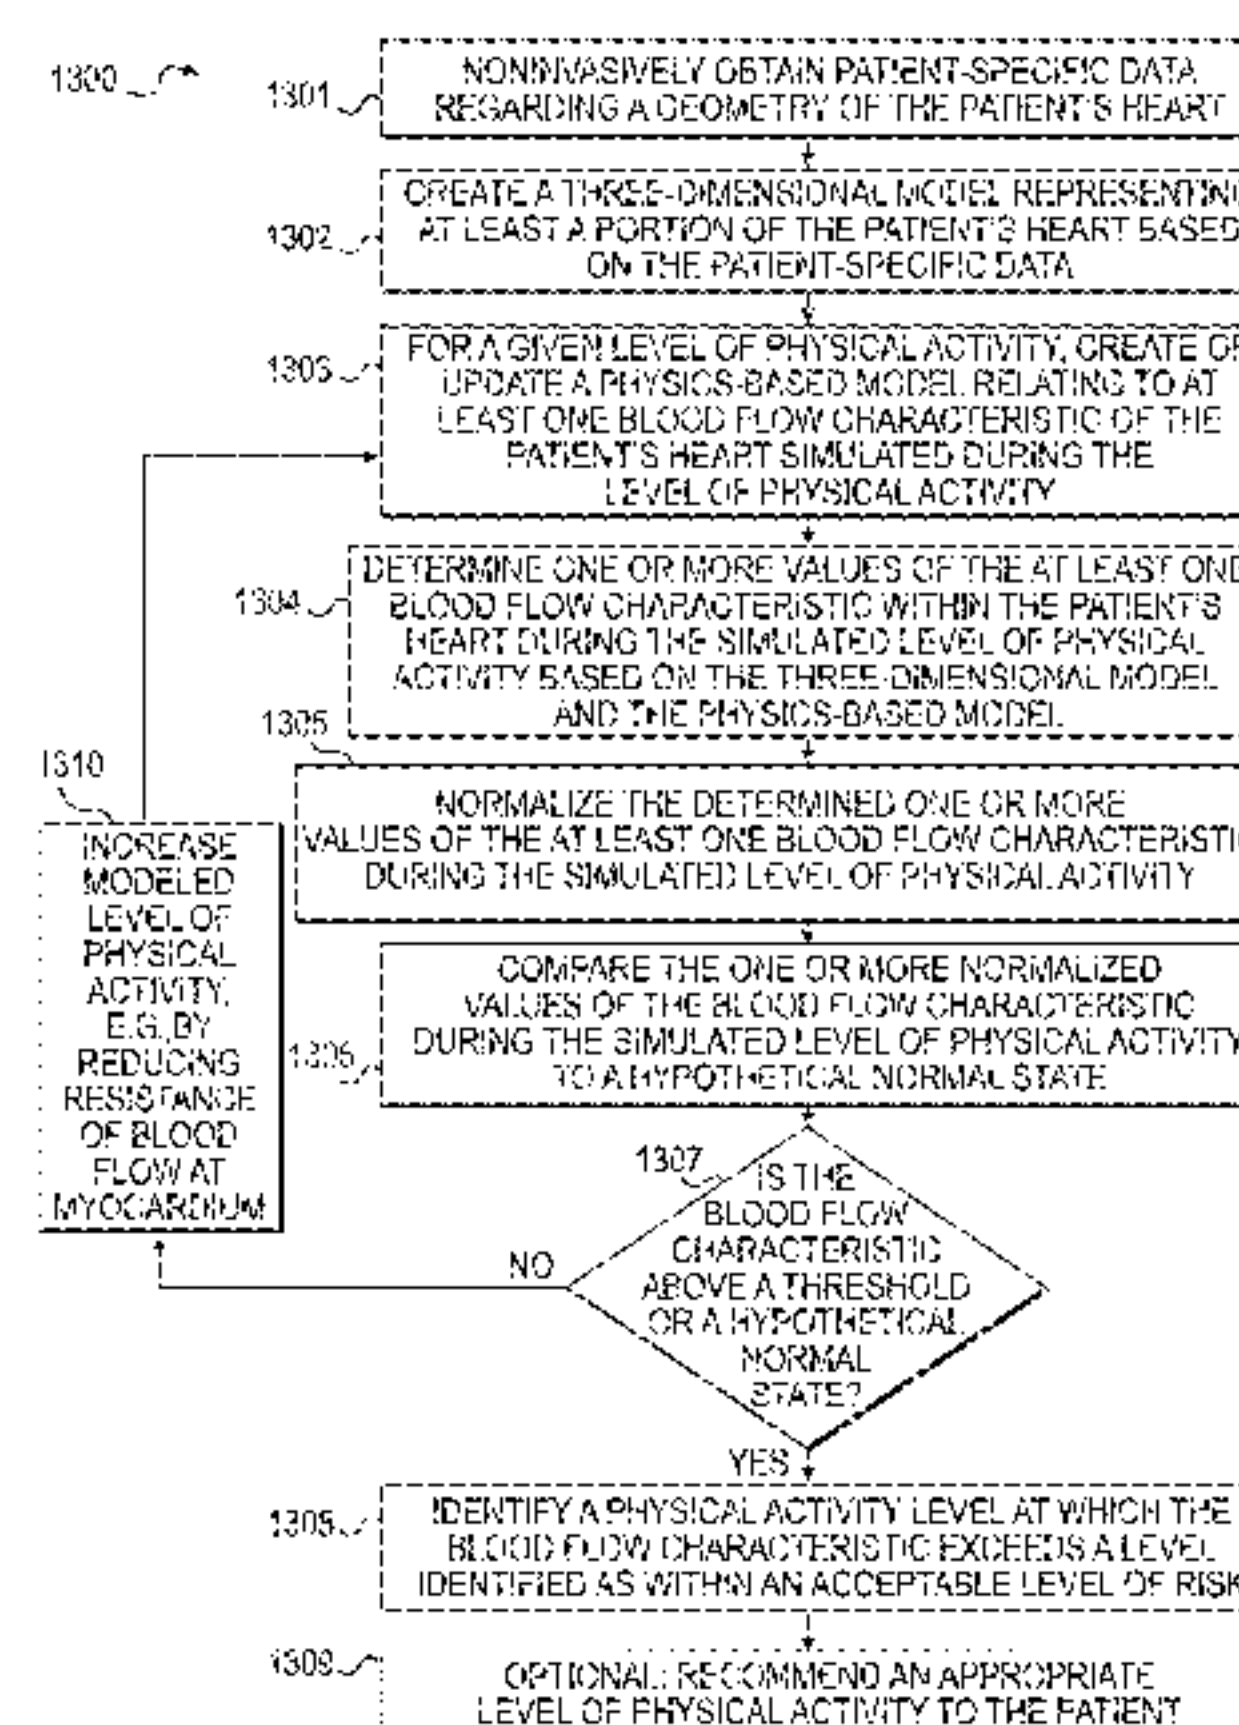 1300
1301
NONINVASIVELY OBTAIN PATIENT-SPECIFIC DATA
REGARDING A GEOMETRY OF THE PATIENT'S HEART
1302
CREATE A THREE-DIMENSIONAL MODEL REPRESENTING
AT LEAST A PORTION OF THE PATIENT'S HEART BASED
ON THE PATIENT-SPECIFIC DATA
1303
FOR A GIVEN LEVEL OF PHYSICAL ACTIVITY, CREATE OR
UPDATE A PHYSICS-BASED MODEL RELATING TO AT
LEAST ONE BLOOD FLOW CHARACTERISTIC OF THE
PATIENT'S HEART SIMULATED DURING THE
LEVEL OF PHYSICAL ACTIVITY
1304
DETERMINE ONE OR MORE VALUES OF THE AT LEAST ONE
BLOOD FLOW CHARACTERISTIC WITHIN THE PATIENT'S
HEART DURING THE SIMULATED LEVEL OF PHYSICAL
ACTIVITY BASED ON THE THREE-DIMENSIONAL MODEL
AND THE PHYSICS-BASED MODEL
1305
NORMALIZE THE DETERMINED ONE OR MORE
VALUES OF THE AT LEAST ONE BLOOD FLOW CHARACTERISTIC
DURING THE SIMULATED LEVEL OF PHYSICAL ACTIVITY
1306
COMPARE THE ONE OR MORE NORMALIZED
VALUES OF THE BLOOD FLOW CHARACTERISTIC
DURING THE SIMULATED LEVEL OF PHYSICAL ACTIVITY
TO A HYPOTHETICAL NORMAL STATE
1307
IS THE
BLOOD FLOW
CHARACTERISTIC
ABOVE A THRESHOLD
OR A HYPOTHETICAL
NORMAL
STATE?
NO
1310
INCREASE
MODELED
LEVEL OF
PHYSICAL
ACTIVITY,
E.G., BY
REDUCING
RESISTANCE
OF BLOOD
FLOW AT
MYOCARDIUM
YES
1308
IDENTIFY A PHYSICAL ACTIVITY LEVEL AT WHICH THE
BLOOD FLOW CHARACTERISTIC EXCEEDS A LEVEL
IDENTIFIED AS WITHIN AN ACCEPTABLE LEVEL OF RISK
1309
OPTIONAL: RECOMMEND AN APPROPRIATE
LEVEL OF PHYSICAL ACTIVITY TO THE PATIENT